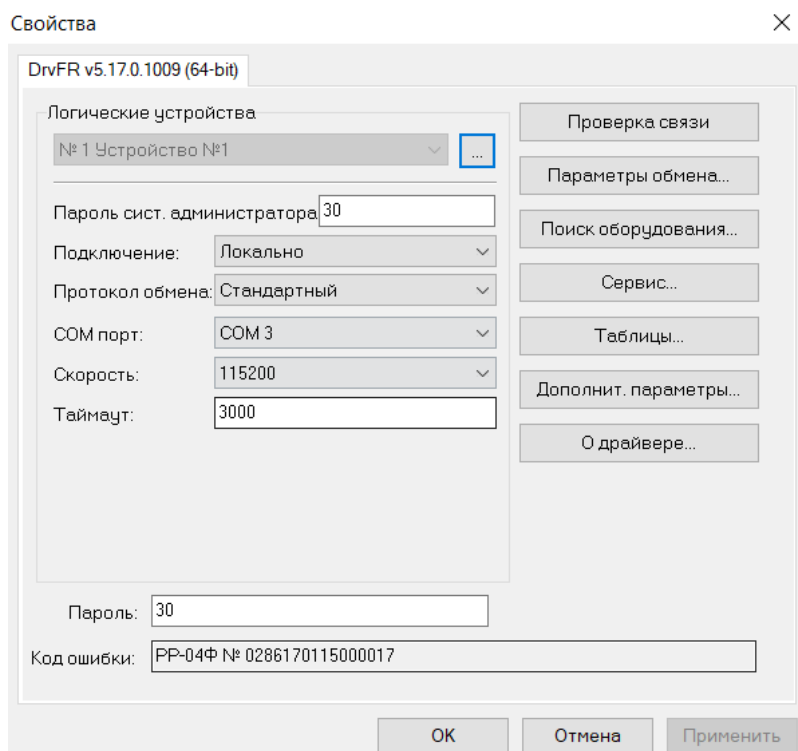 Свойства
DrvFR v5.17.0.1009 (64-bit)
Логические устройства
№ 1 Устройство №1
...
Пароль сист. администратора 30
Подключение: Локально
Протокол обмена: Стандартный
COM порт: COM 3
Скорость: 115200
Таймаут: 3000
Проверка связи
Параметры обмена...
Поиск оборудования...
Сервис...
Таблицы...
Дополнит. параметры...
О драйвере...
Пароль: 30
Код ошибки: РР-04Ф № 0286170115000017
ОК Отмена Применить